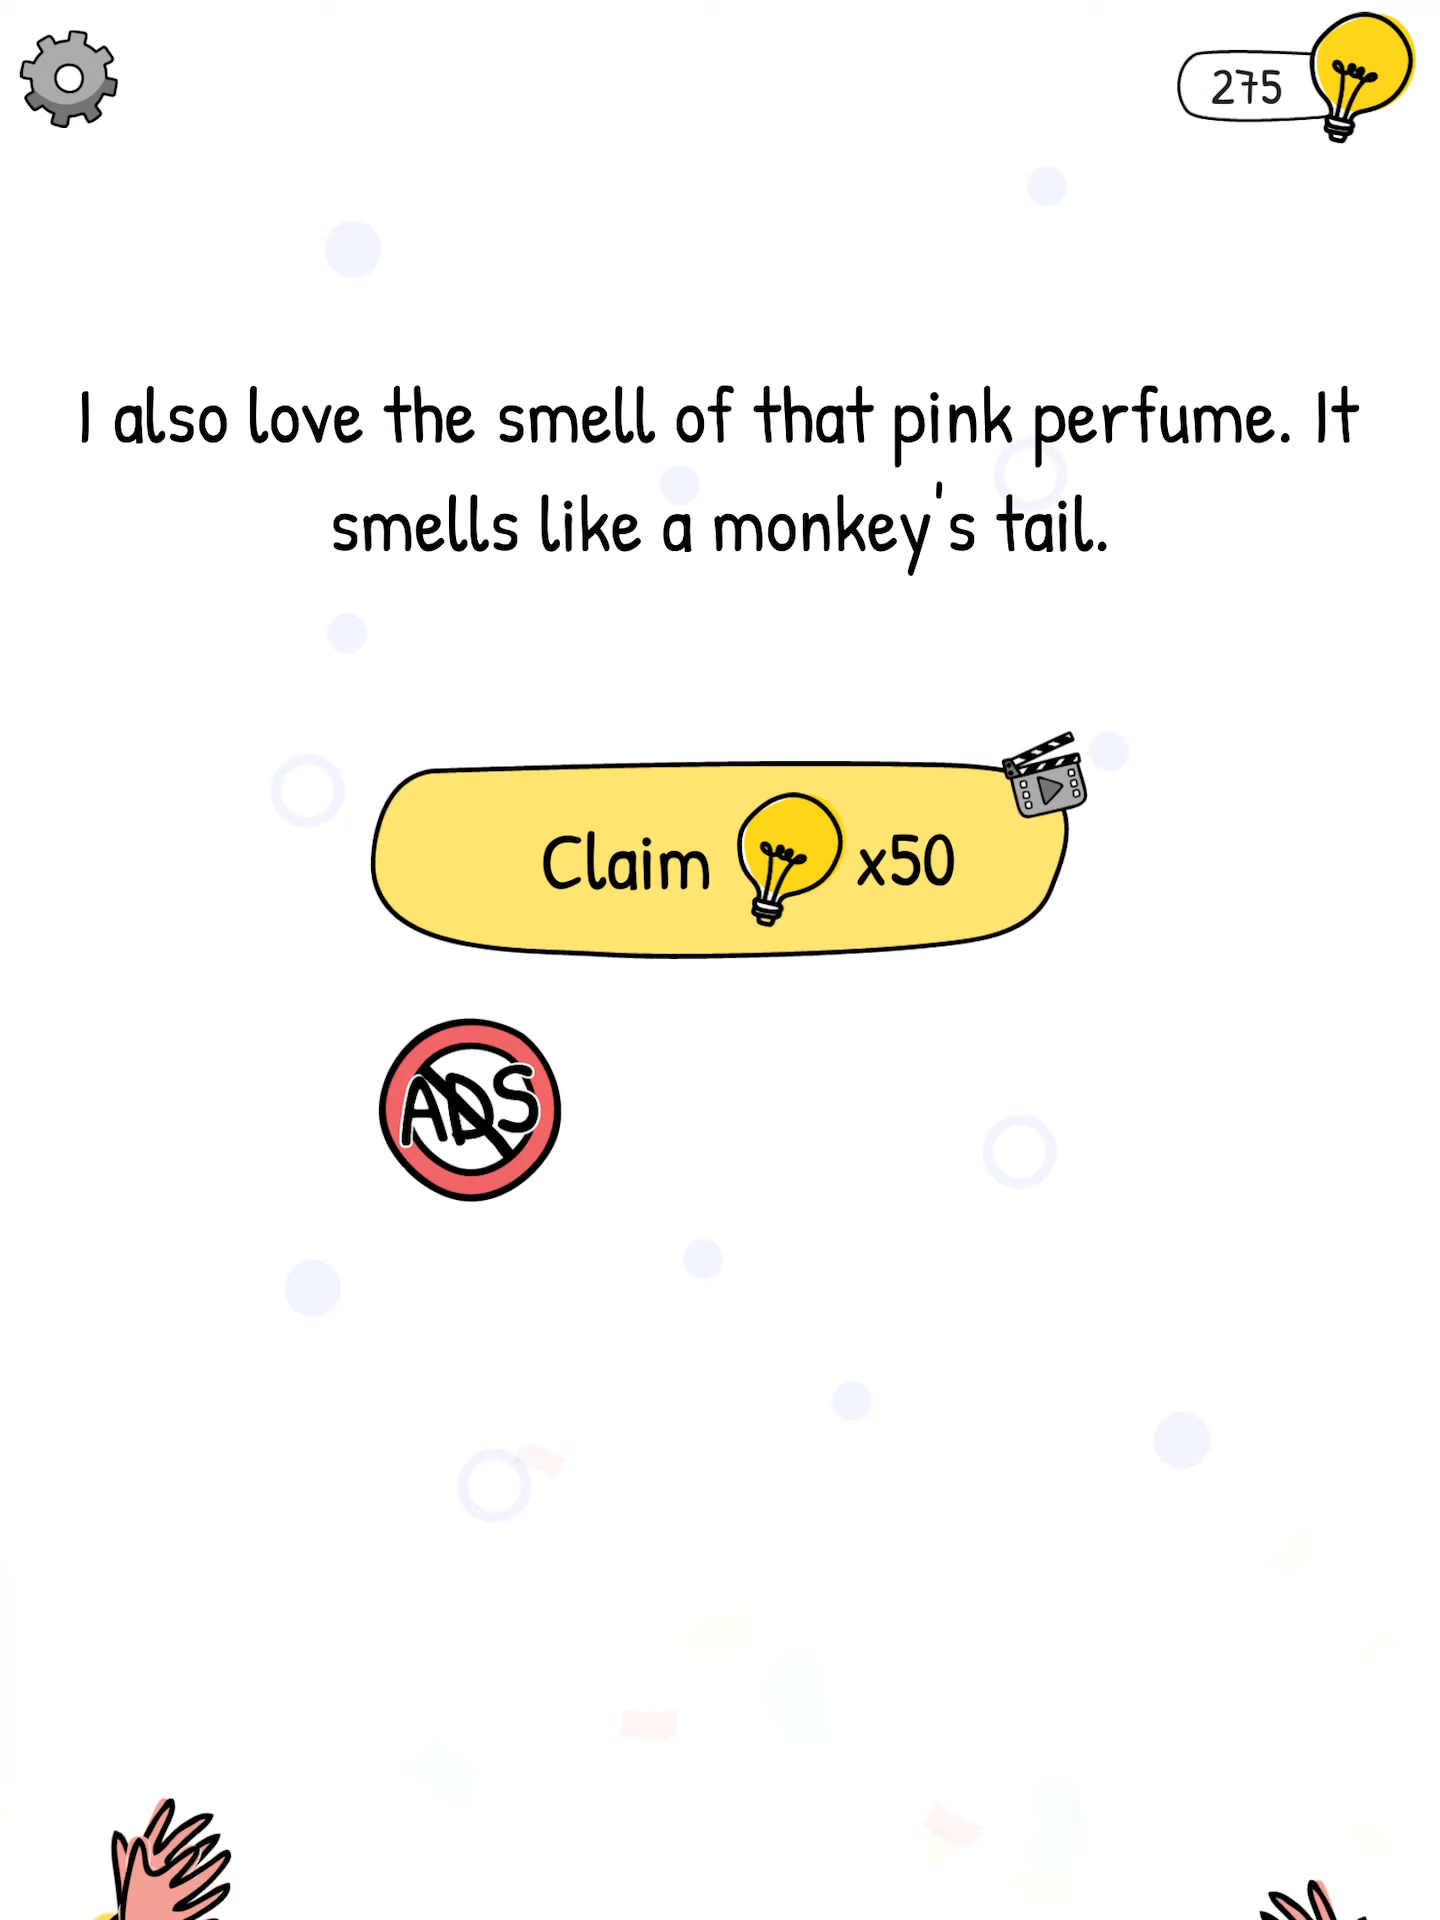 275
I also love the smell of that pink perfume. It
smells like a monkey's tail.
Claim x50
ADS